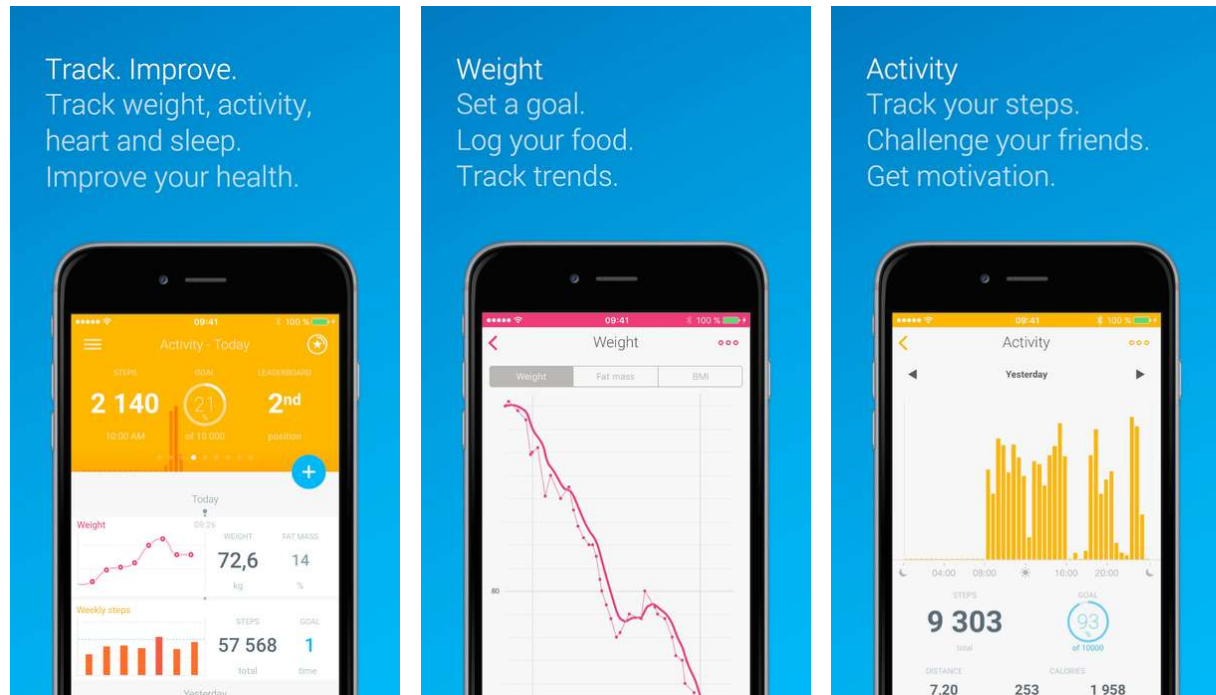 Track. Improve.
Track weight, activity,
heart and sleep.
Improve your health.
09:41
100 %
Activity - Today
STEPS
GOAL
LEADERBOARD
2 140
21
%
2nd
10:00 AM
of 10 000
position
+
Today
Weight
09:26
WEIGHT
FAT MASS
72,6
14
kg
%
Weekly steps
STEPS
GOAL
57 568
1
total
time
Yesterday
Weight
Set a goal.
Log your food.
Track trends.
09:41
100 %
Weight
Weight
Fat mass
BMI
80
Activity
Track your steps.
Challenge your friends.
Get motivation.
09:41
100 %
Activity
Yesterday
04:00
08:00
16:00
20:00
STEPS
GOAL
9 303
93
%
total
of 10000
DISTANCE
CALORIES
7.20
253
1 958